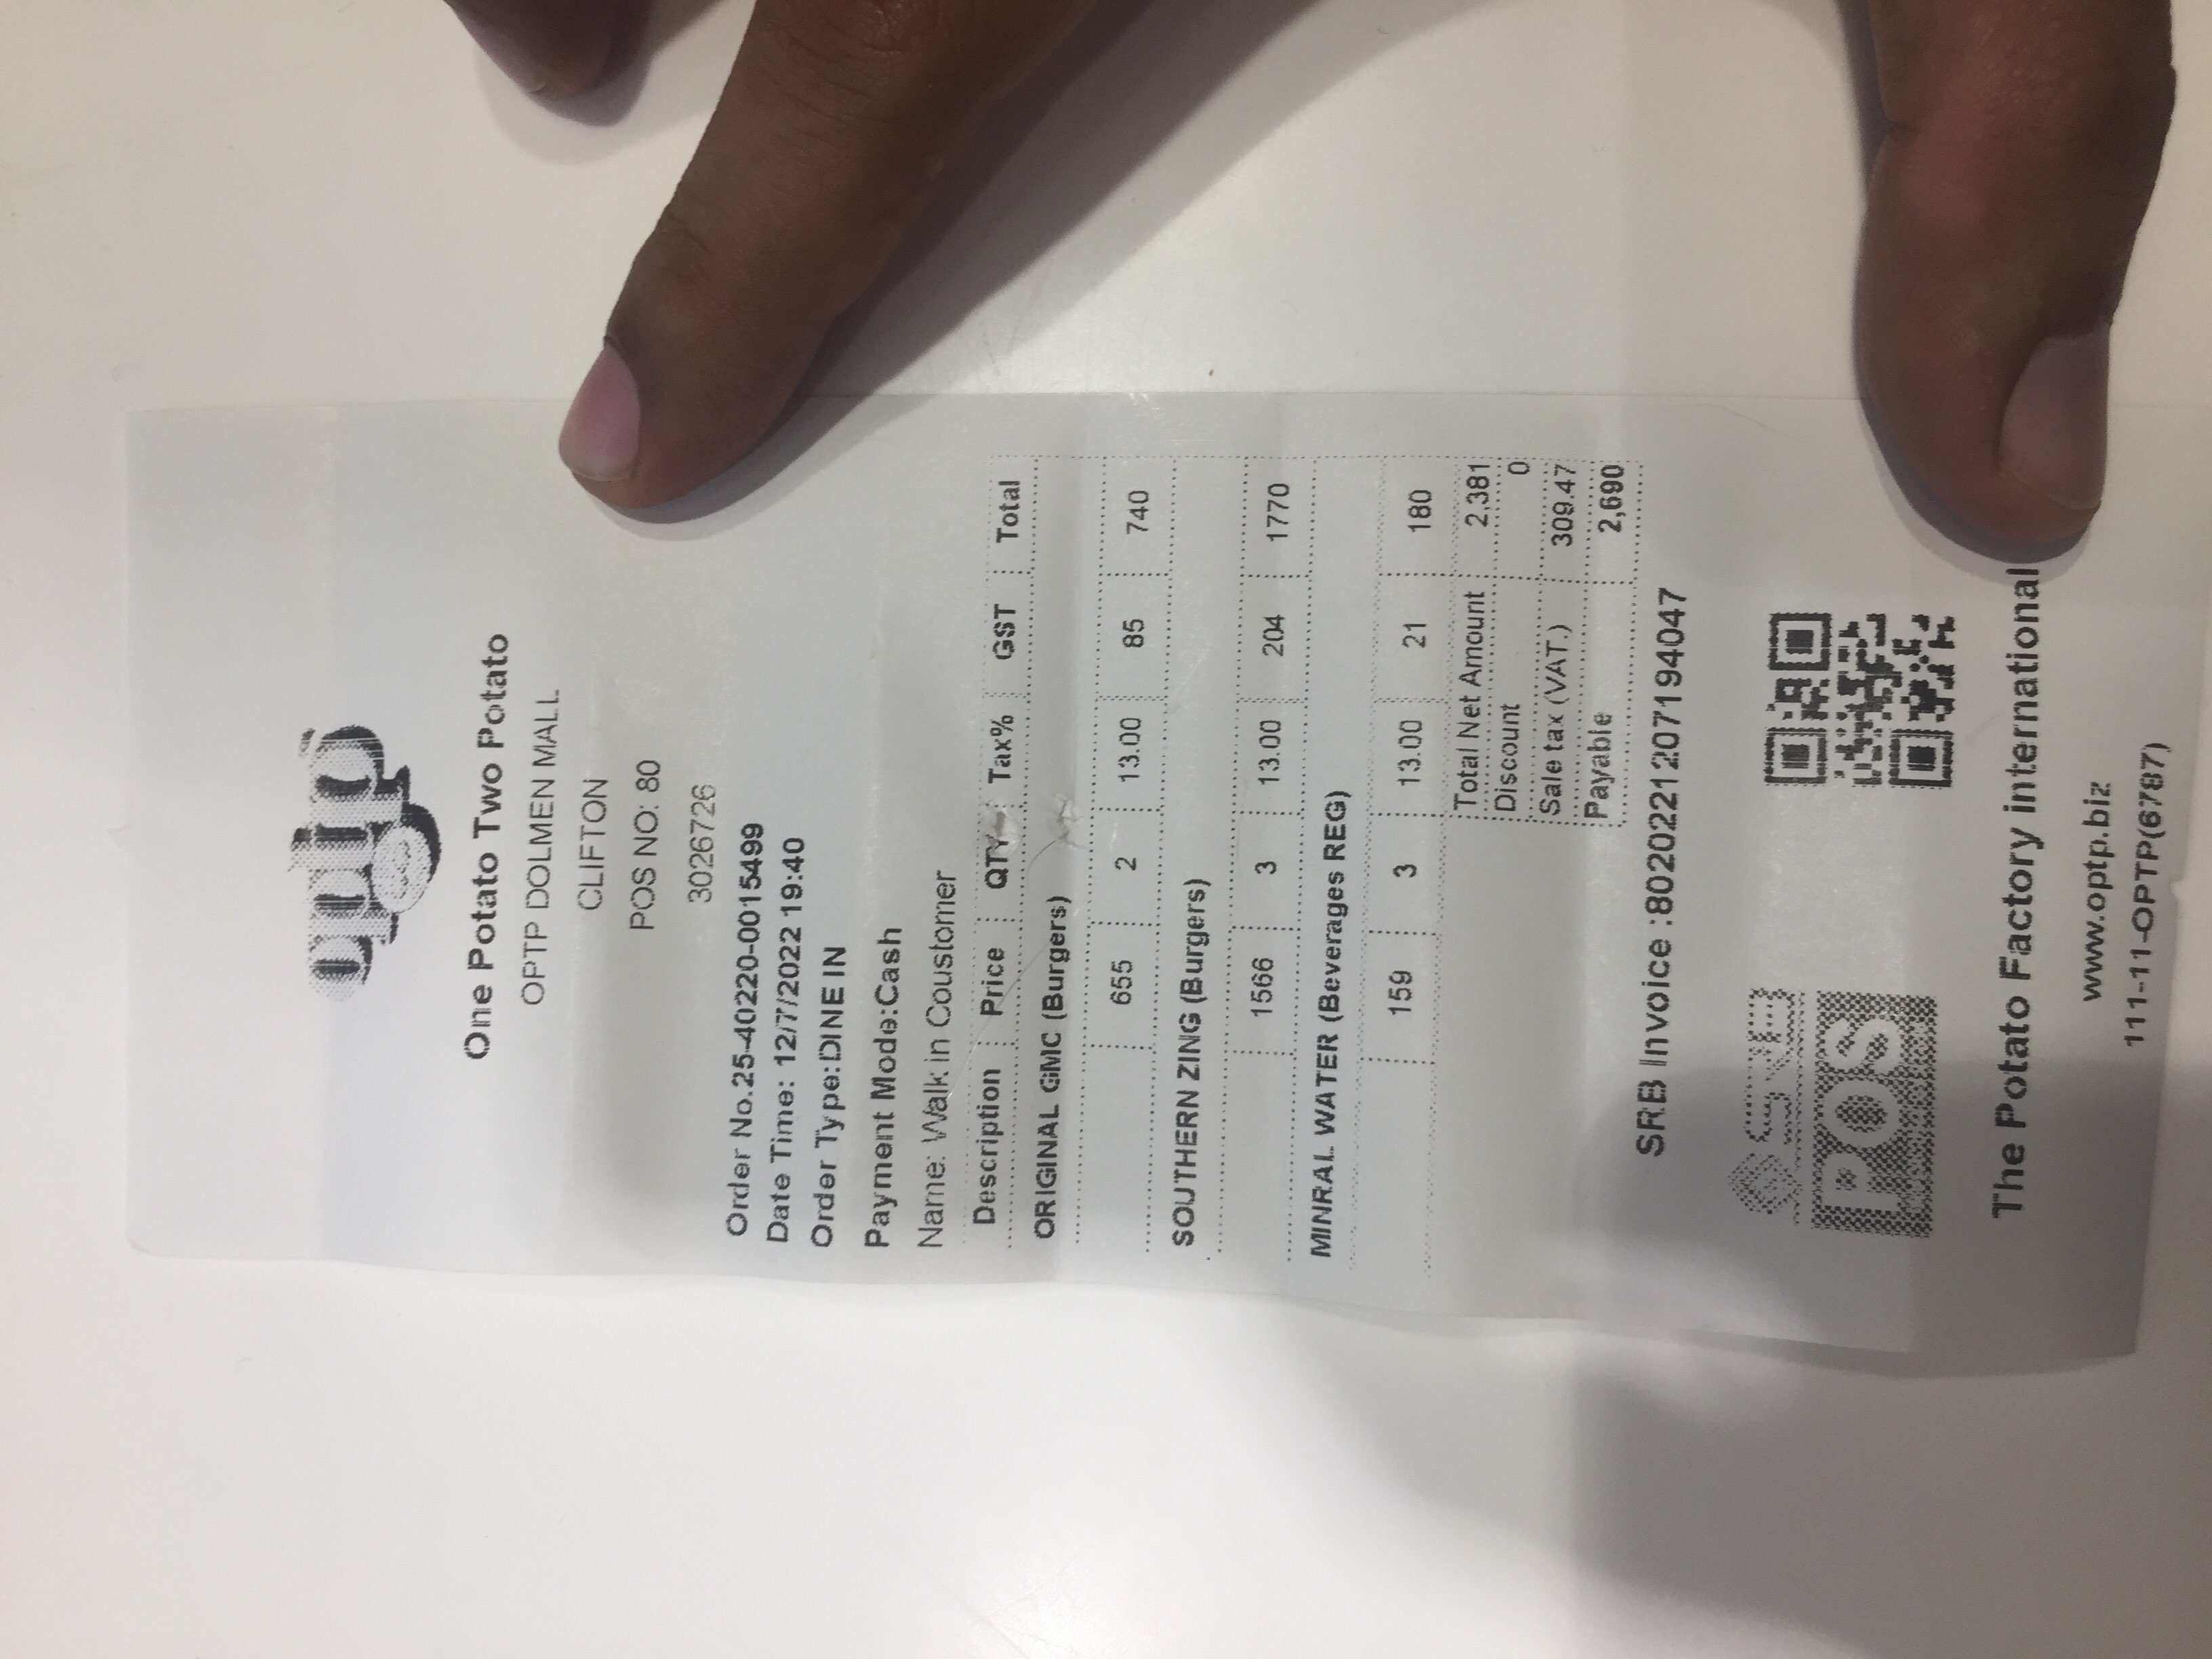 optp
One Potato Two Potato
OPTP DOLMEN MALL
CLIFTON
POS NO: 80
3026726
Order No.25-40220-0015499
Date Time: 12/7/2022 19:40
Order Type:DINE IN
Payment Mode:Cash
Name: Walk in Coustomer
Description Price QTY Tax% GST Total
ORIGINAL GMC (Burgers)
655 2 13.00 85 740
SOUTHERN ZING (Burgers)
1566 3 13.00 204 1770
MINRAL WATER (Beverages REG)
159 3 13.00 21 180
Total Net Amount 2,381
Discount 0
Sale tax (VAT.) 309.47
Payable 2,690
SRB Invoice :8020221207194047
SRB
POS
The Potato Factory international
www.optp.biz
111-11-OPTP(6787)